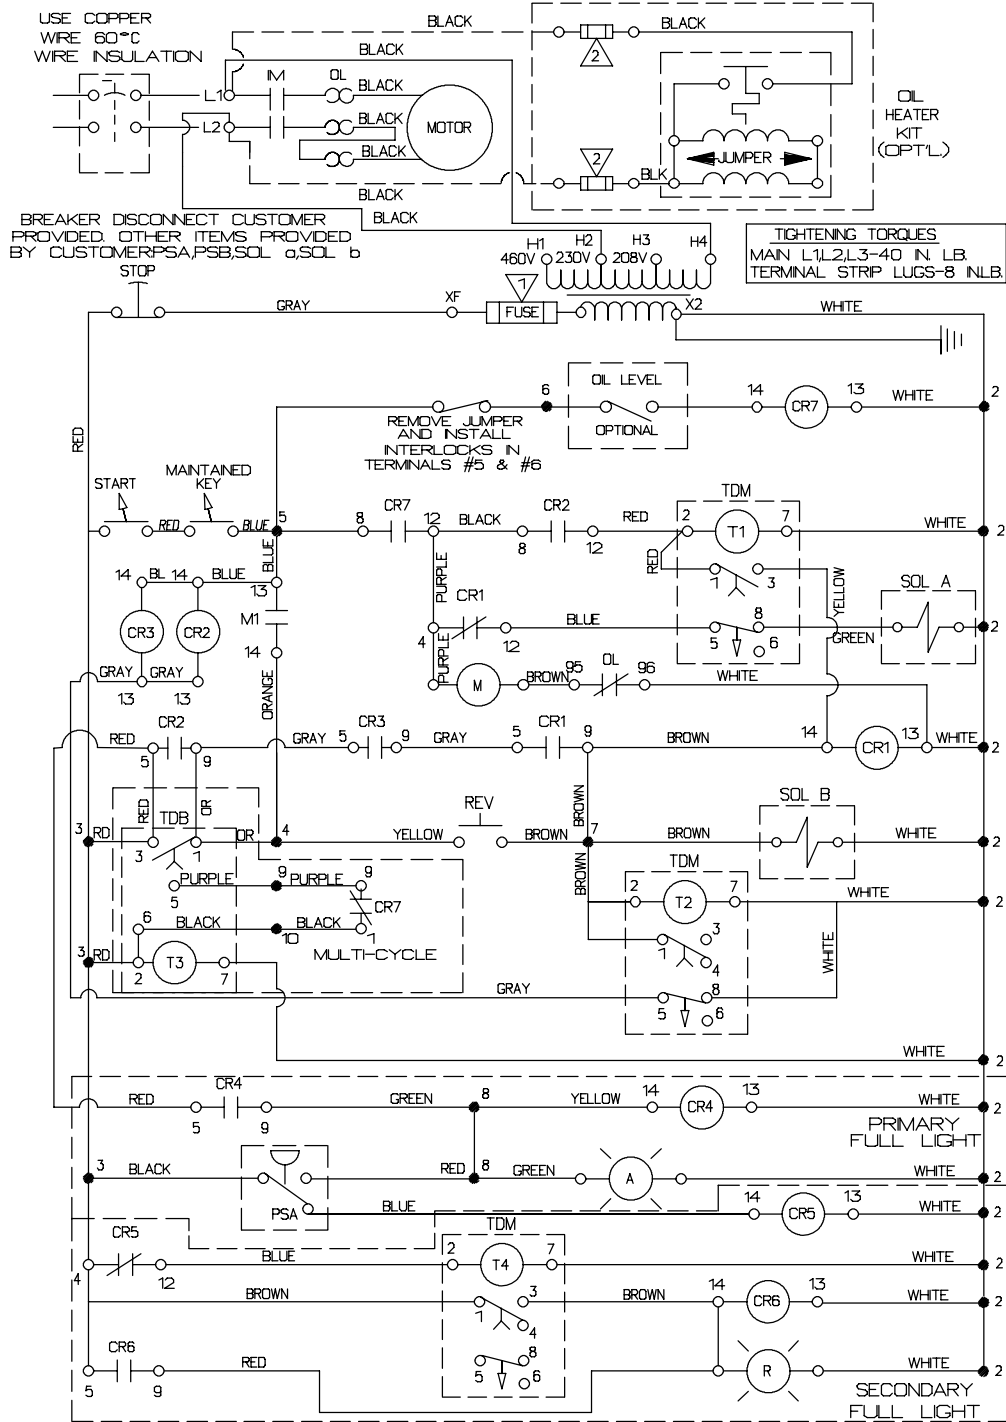 USE COPPER
WIRE 60°C
WIRE INSULATION
BLACK
BLACK
BLACK
L1
1M
OL
BLACK
2
L2
BLACK
BLACK
MOTOR
2
BLK
JUMPER
OIL
HEATER
KIT
(OPT'L)
BLACK
BLACK
BREAKER DISCONNECT CUSTOMER
PROVIDED. OTHER ITEMS PROVIDED
BY CUSTOMER:PSA,PSB,SOL a,SOL b
H1 H2 H3 H4
460V 230V 208V
TIGHTENING TORQUES
MAIN L1,L2,L3-40 IN. LB.
TERMINAL STRIP LUGS-8 IN.LB.
STOP
GRAY
XF
1
FUSE
X2
WHITE
RED
6
OIL LEVEL
OPTIONAL
14 CR7 13 WHITE 2
REMOVE JUMPER
AND INSTALL
INTERLOCKS IN
TERMINALS #5 & #6
START
MAINTAINED
KEY
RED
BLUE
5
8 CR7 12 BLACK
8 CR2 12
RED
TDM
2 T1 7
WHITE 2
BLUE
14 BL 14 BLUE 13
PURPLE
RED
1 3
YELLOW
CR3 CR2
M1
14
CR1
4 12
BLUE
5 8 6
GREEN
SOL A
2
GRAY GRAY
13 13
ORANGE
PURPLE
M
BROWN
95 OL 96
WHITE
RED
CR2
5 9
GRAY
CR3
5 9
GRAY
CR1
5 9
BROWN
14 CR1 13 WHITE 2
RED
OR
TDB
3 RD 3 1 OR 4
YELLOW
REV
BROWN
BROWN
7
BROWN
SOL B
WHITE 2
5 PURPLE 9 PURPLE 9
CR7
6 BLACK 10 BLACK 1
MULTI-CYCLE
3 RD 2 T3 7
BROWN
TDM
2 T2 7
WHITE 2
1 3 4
WHITE
GRAY
5 8 6
WHITE 2
RED
CR4
5 9
GREEN
8
YELLOW
14 CR4 13 WHITE 2
PRIMARY
FULL LIGHT
3 BLACK
PSA
RED 8 GREEN
A
WHITE 2
BLUE
14 CR5 13 WHITE 2
CR5
4 12
BLUE
TDM
2 T4 7
WHITE 2
BROWN
1 3 4
BROWN
14 CR6 13 WHITE 2
CR6
5 9
RED
5 8 6
R
WHITE 2
SECONDARY
FULL LIGHT